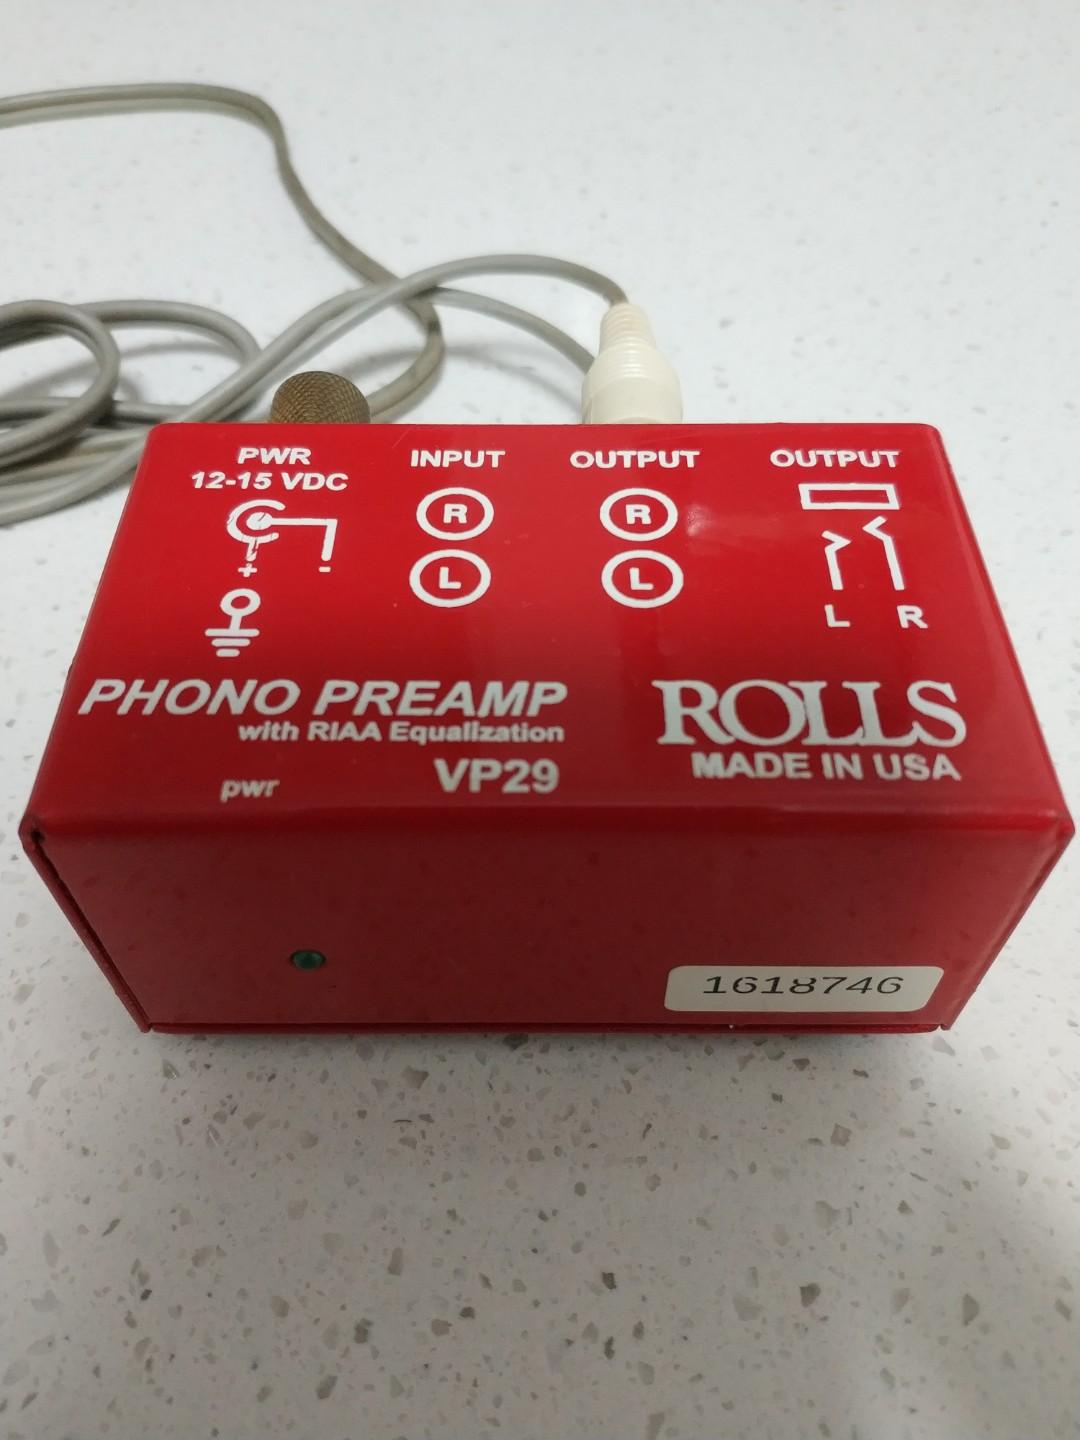 PWR INPUT OUTPUT OUTPUT
12-15 VDC
R R
+ -
L L
L R
PHONO PREAMP ROLLS
with RIAA Equalization
MADE IN USA
pwr VP29
1618746